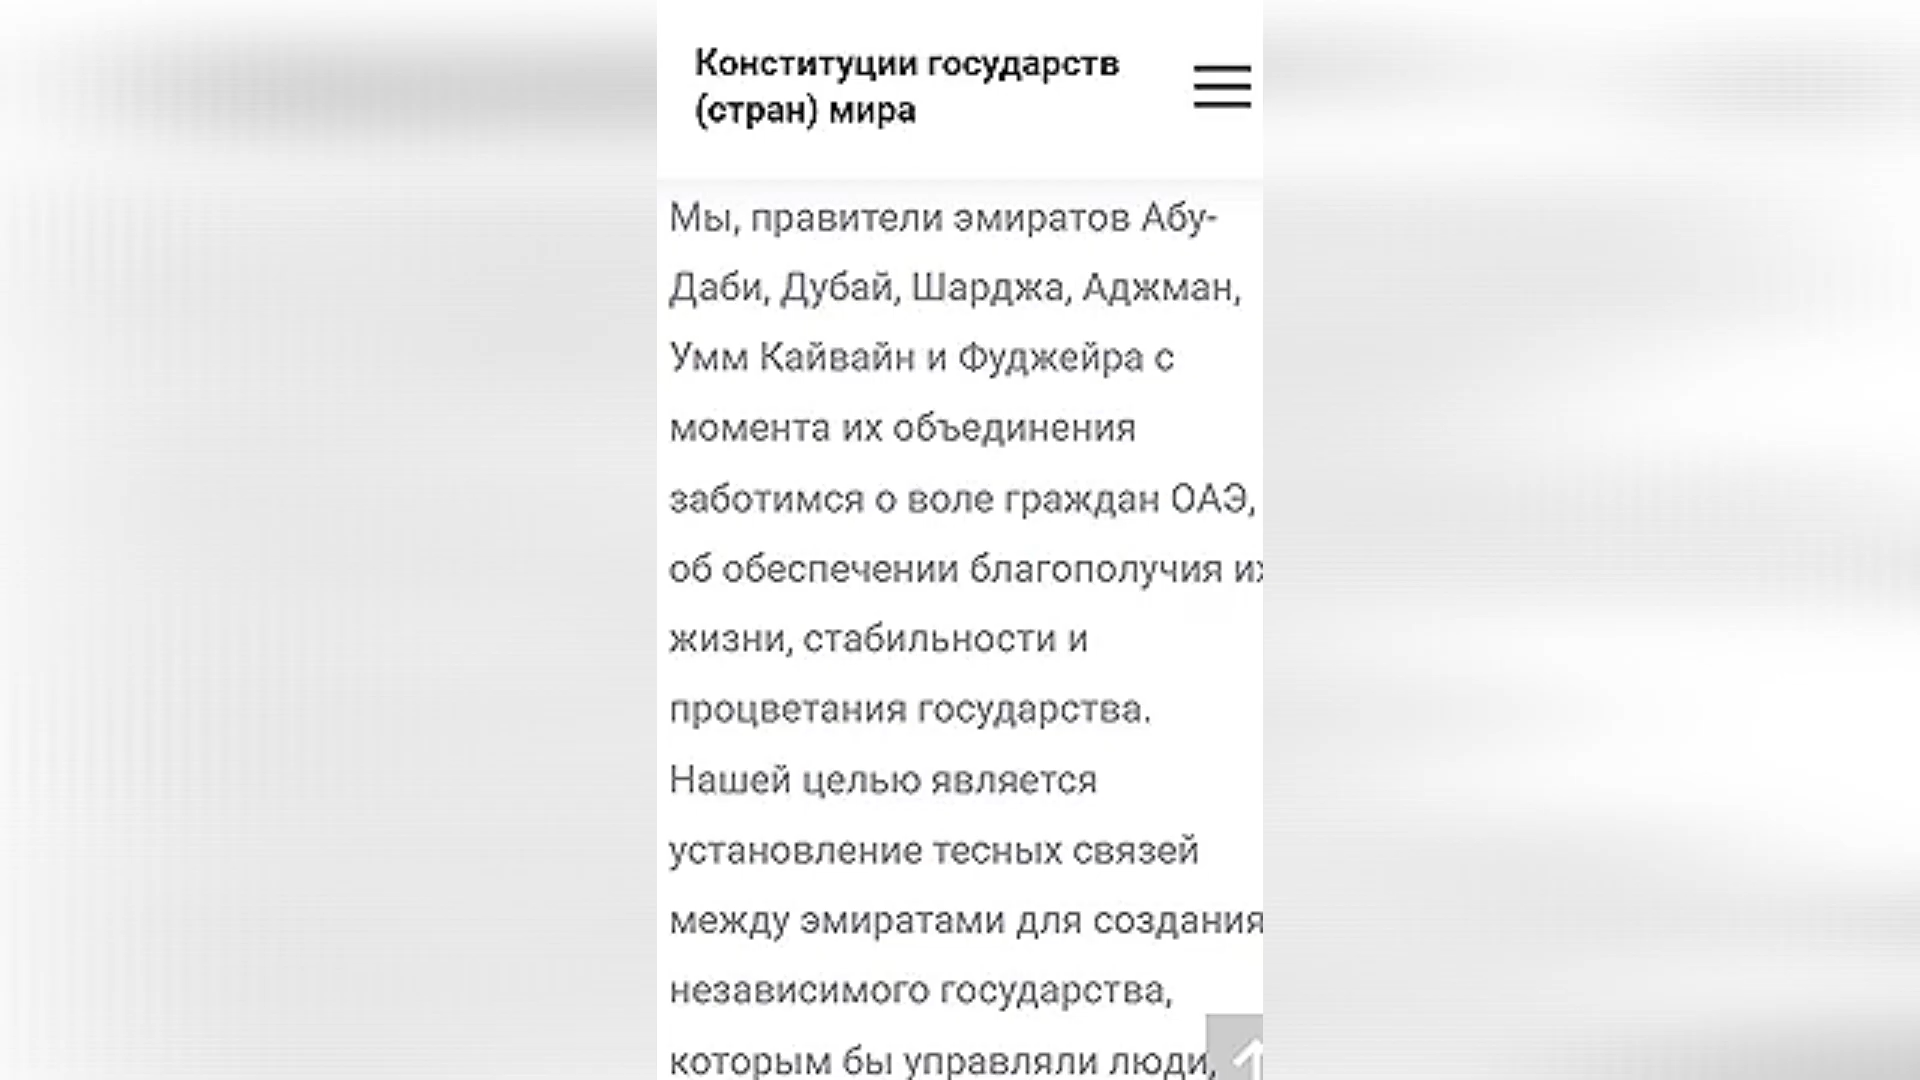 Конституции государств
(стран) мира
Мы, правители эмиратов Абу-
Даби, Дубай, Шарджа, Аджман,
Умм Кайвайн и Фуджейра с
момента их объединения
заботимся о воле граждан ОАЭ,
об обеспечении благополучия их
жизни, стабильности и
процветания государства.
Нашей целью является
установление тесных связей
между эмиратами для создания
независимого государства,
которым бы управляли люди,